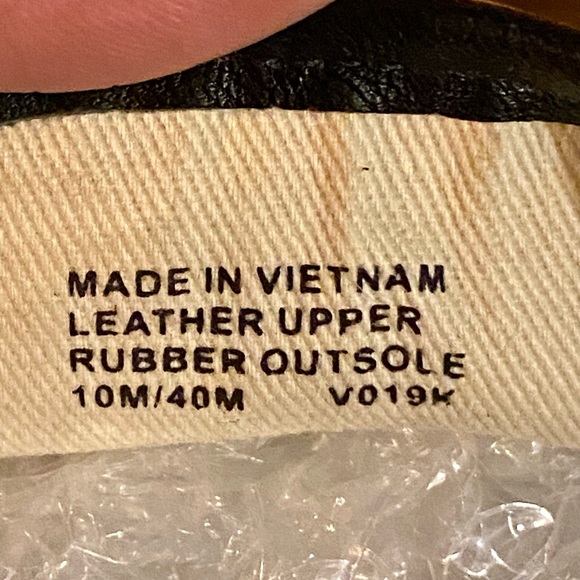 MADE IN VIETNAM
LEATHER UPPER
RUBBER OUTSOLE
10M/40M V019K